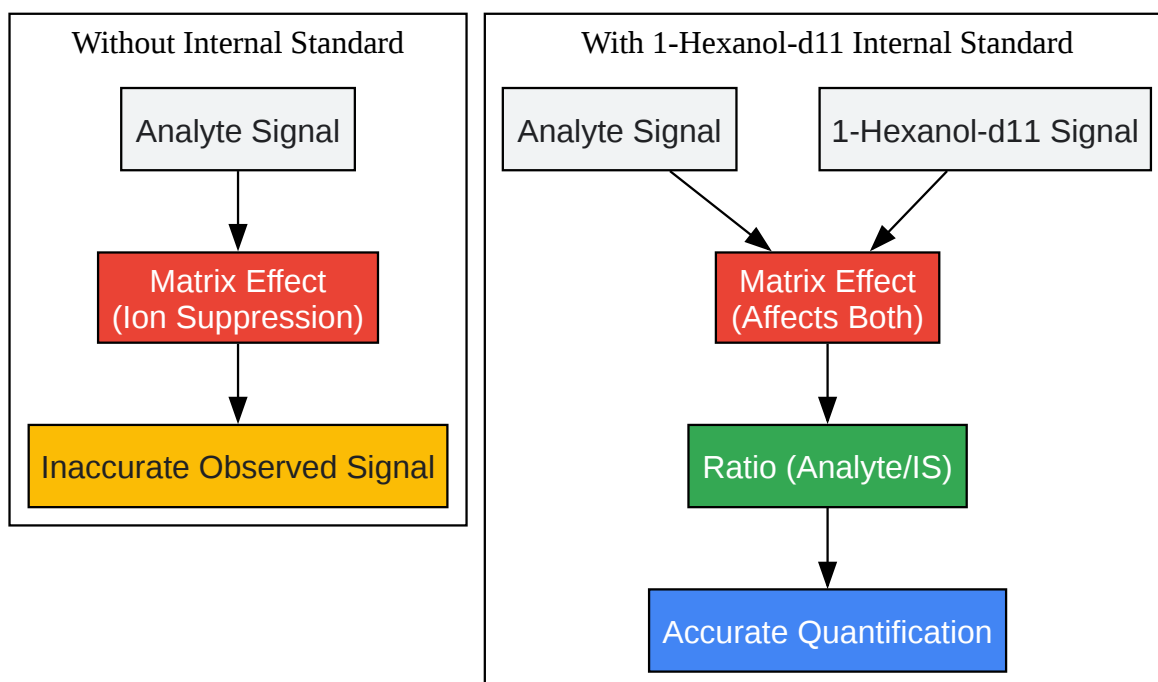 Without Internal Standard
Analyte Signal
Matrix Effect
(Ion Suppression)
Inaccurate Observed Signal
With 1-Hexanol-d11 Internal Standard
Analyte Signal
1-Hexanol-d11 Signal
Matrix Effect
(Affects Both)
Ratio (Analyte/IS)
Accurate Quantification